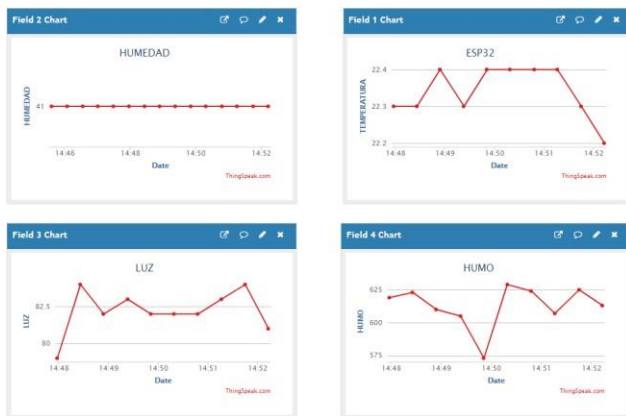 Field 2 Chart
HUMEDAD
HUMEDAD
41
14:46 14:48 14:50 14:52
Date
ThingSpeak.com
Field 1 Chart
ESP32
TEMPERATURA
22.4
22.3
22.2
14:48 14:49 14:50 14:51 14:52
Date
ThingSpeak.com
Field 3 Chart
LUZ
LUZ
82.5
80
14:48 14:49 14:50 14:51 14:52
Date
ThingSpeak.com
Field 4 Chart
HUMO
HUMO
625
600
575
14:48 14:49 14:50 14:51 14:52
Date
ThingSpeak.com